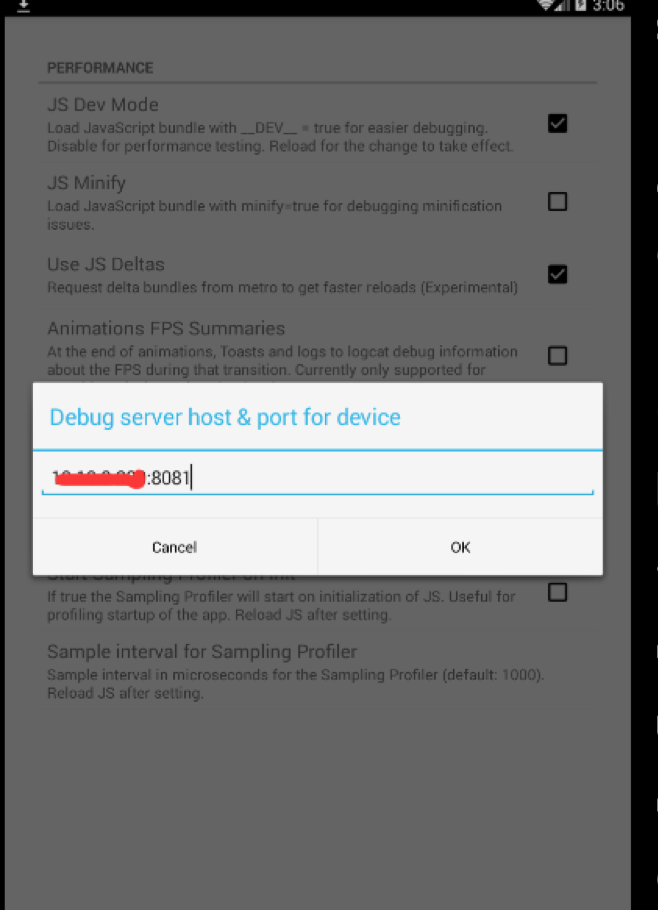 3:06
PERFORMANCE
JS Dev Mode
Load JavaScript bundle with __DEV__ = true for easier debugging.
Disable for performance testing. Reload for the change to take effect.
JS Minify
Load JavaScript bundle with minify=true for debugging minification
issues.
Use JS Deltas
Request delta bundles from metro to get faster reloads (Experimental)
Animations FPS Summaries
At the end of animations, Toasts and logs to logcat debug information
about the FPS during that transition. Currently only supported for
Debug server host & port for device
:8081
Cancel
OK
Start Sampling Profiler on init
If true the Sampling Profiler will start on initialization of JS. Useful for
profiling startup of the app. Reload JS after setting.
Sample interval for Sampling Profiler
Sample interval in microseconds for the Sampling Profiler (default: 1000).
Reload JS after setting.